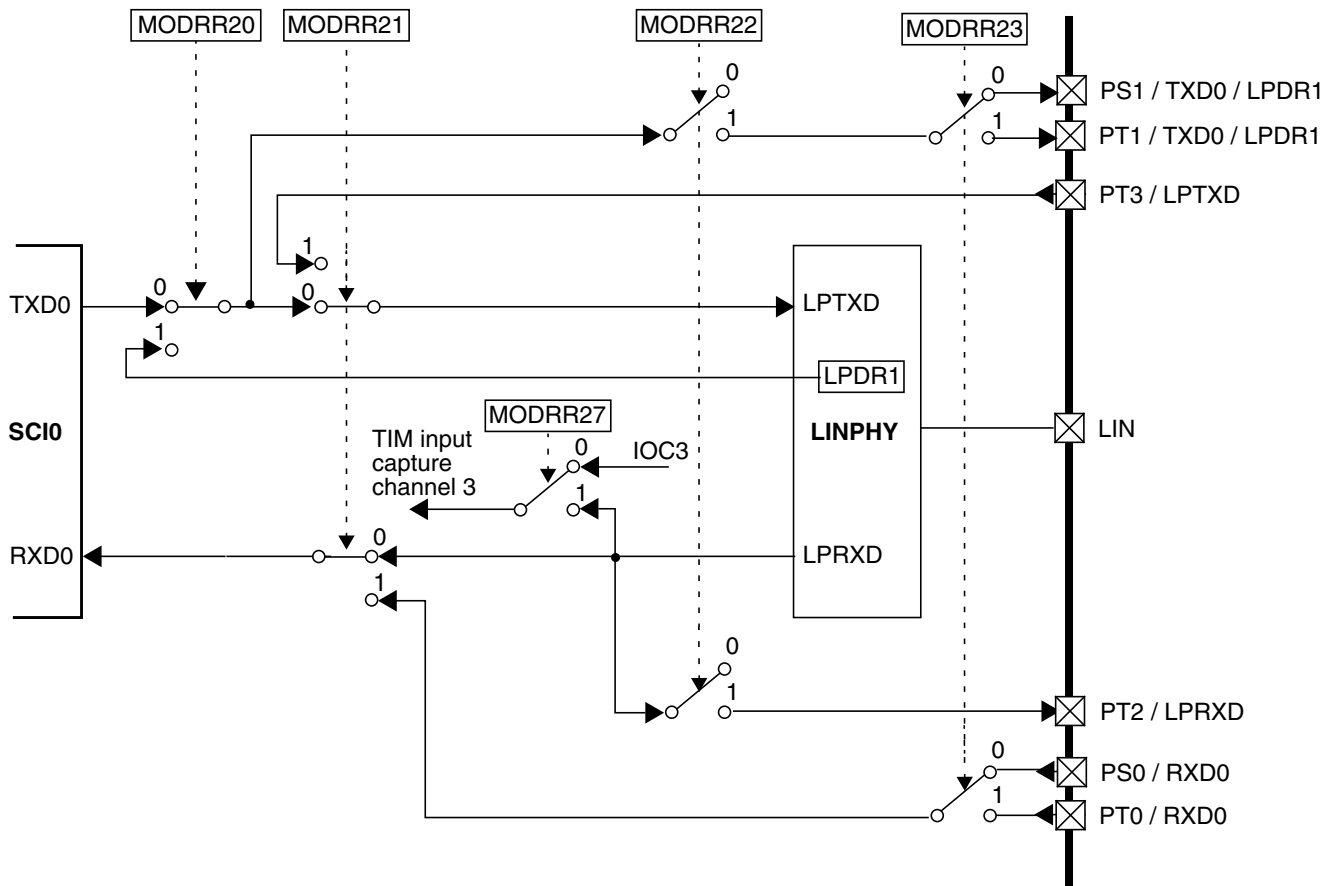 MODRR20
MODRR21
MODRR22
MODRR23
0
0
1
1
PS1 / TXD0 / LPDR1
PT1 / TXD0 / LPDR1
PT3 / LPTXD
1
TXD0
0
0
LPTXD
1
LPDR1
SCI0
MODRR27
LINPHY
LIN
TIM input
capture
channel 3
0
IOC3
1
RXD0
0
LPRXD
1
0
1
PT2 / LPRXD
0
PS0 / RXD0
1
PT0 / RXD0